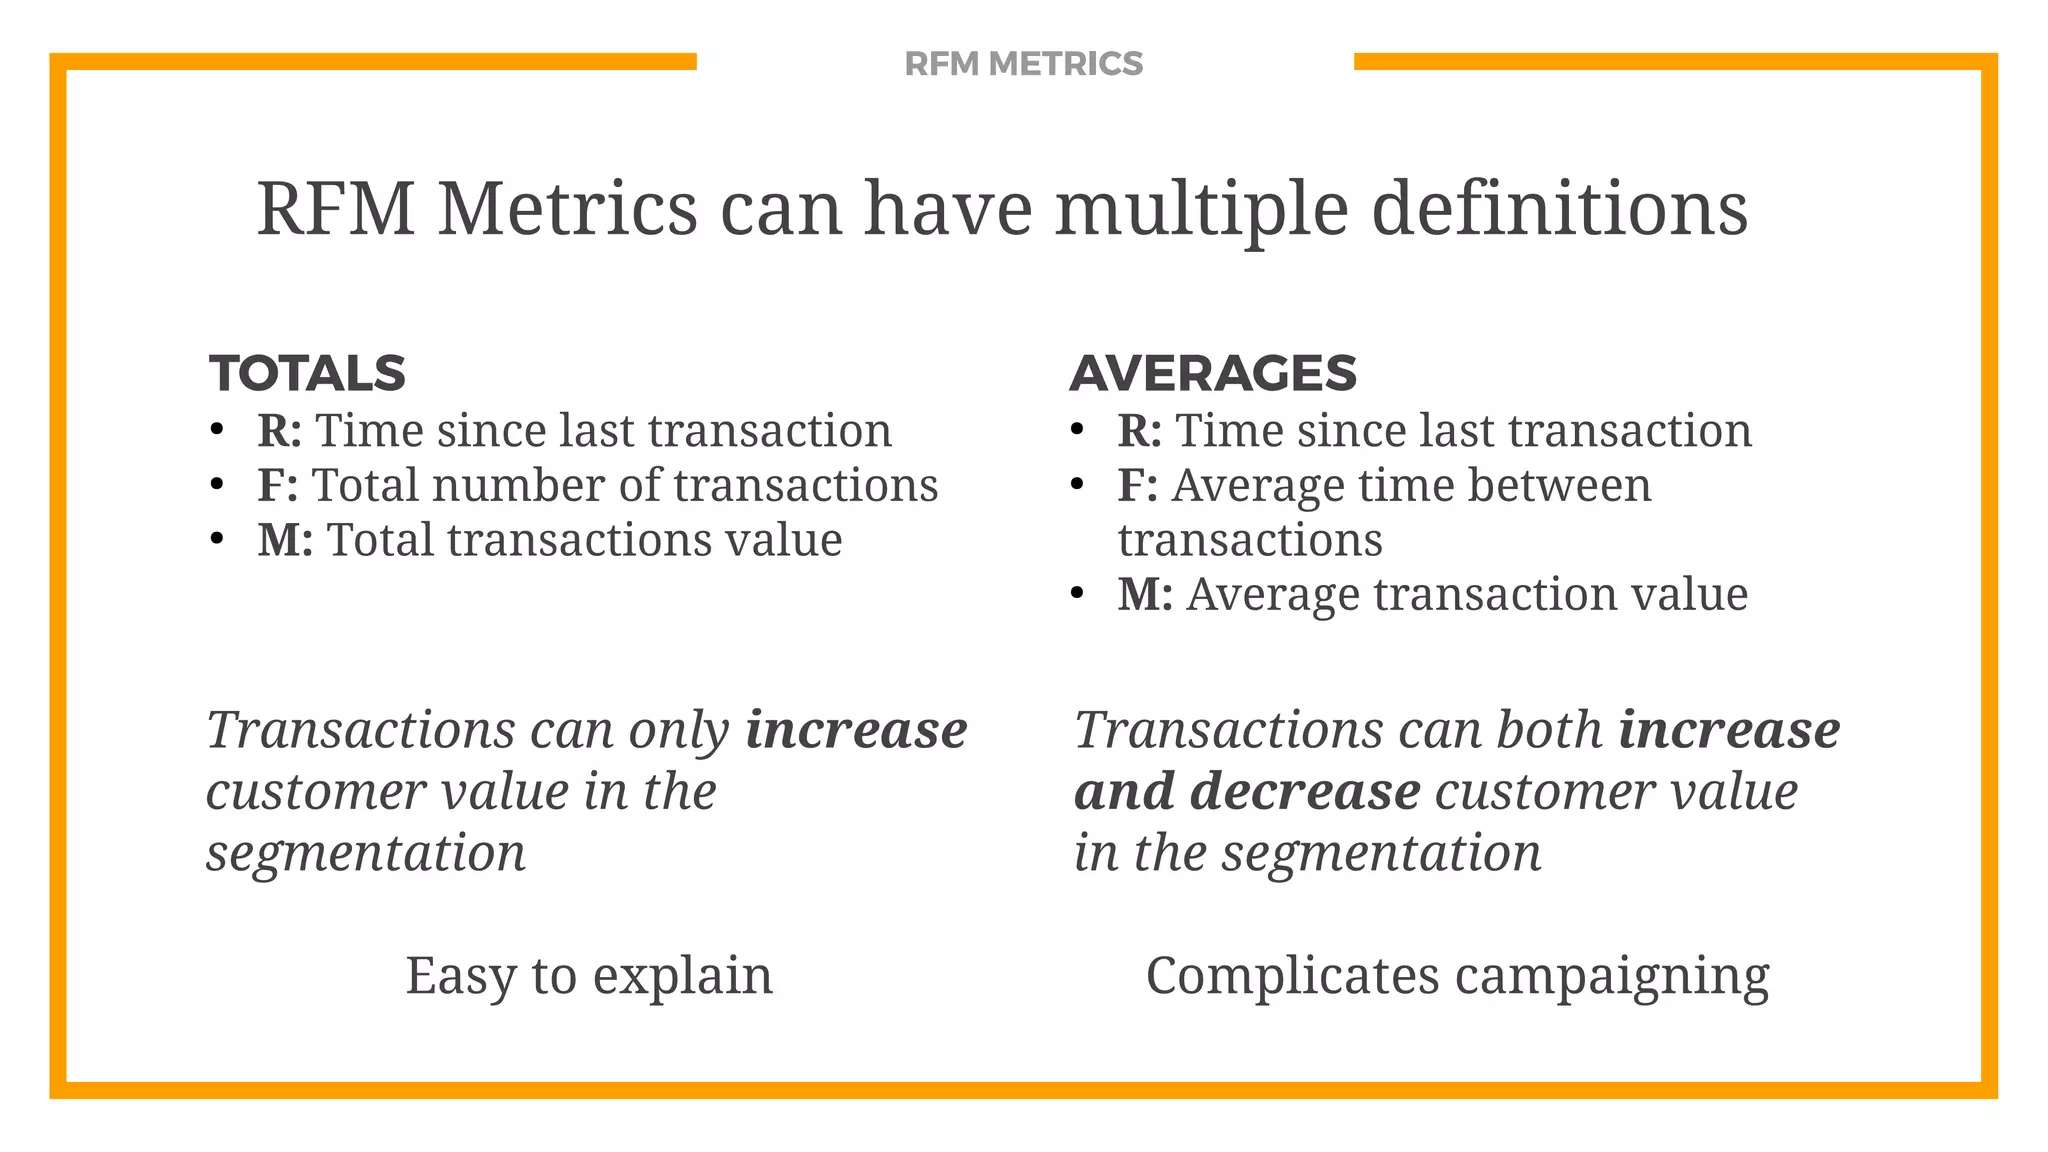 RFM METRICS
RFM Metrics can have multiple definitions
TOTALS
• R: Time since last transaction
• F: Total number of transactions
• M: Total transactions value
Transactions can only increase
customer value in the
segmentation
Easy to explain
AVERAGES
• R: Time since last transaction
• F: Average time between
transactions
• M: Average transaction value
Transactions can both increase
and decrease customer value
in the segmentation
Complicates campaigning